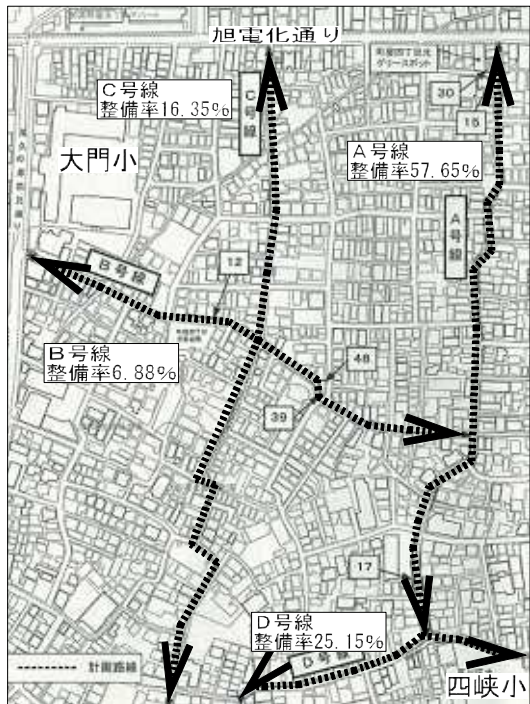 旭電化通り
C号線
整備率16.35%
C号線
30
15
大門小
A号線
整備率57.65%
A号線
B号線
12
B号線
整備率6.88%
48
39
17
D号線
整備率25.15%
D号線
計画路線
四峡小